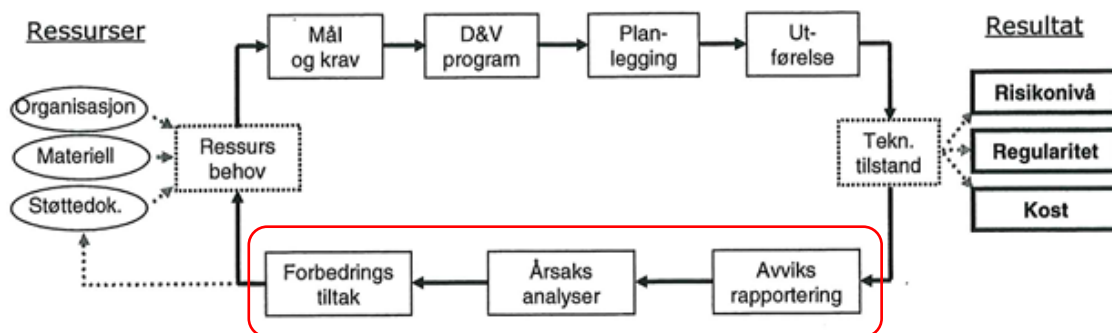 Ressurser
Resultat
Mål
og krav
D&V
program
Plan-
legging
Ut-
førelse
Organisasjon
Materiell
Støttedok.
Ressurs
behov
Tekn.
tilstand
Risikonivå
Regularitet
Kost
Forbedrings
tiltak
Årsaks
analyser
Avviks
rapportering